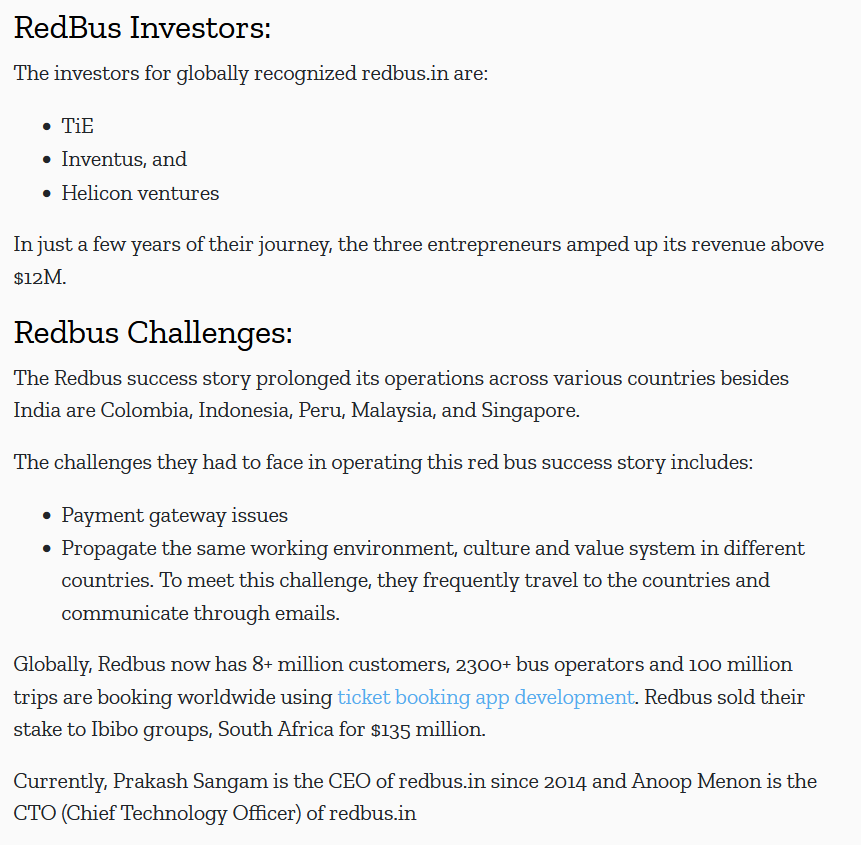 RedBus Investors:
The investors for globally recognized redbus.in are:
• TiE
• Inventus, and
• Helicon ventures
In just a few years of their journey, the three entrepreneurs amped up its revenue above
$12M.
Redbus Challenges:
The Redbus success story prolonged its operations across various countries besides
India are Colombia, Indonesia, Peru, Malaysia, and Singapore.
The challenges they had to face in operating this red bus success story includes:
• Payment gateway issues
• Propagate the same working environment, culture and value system in different
countries. To meet this challenge, they frequently travel to the countries and
communicate through emails.
Globally, Redbus now has 8+ million customers, 2300+ bus operators and 100 million
trips are booking worldwide using ticket booking app development. Redbus sold their
stake to Ibibo groups, South Africa for $135 million.
Currently, Prakash Sangam is the CEO of redbus.in since 2014 and Anoop Menon is the
CTO (Chief Technology Officer) of redbus.in